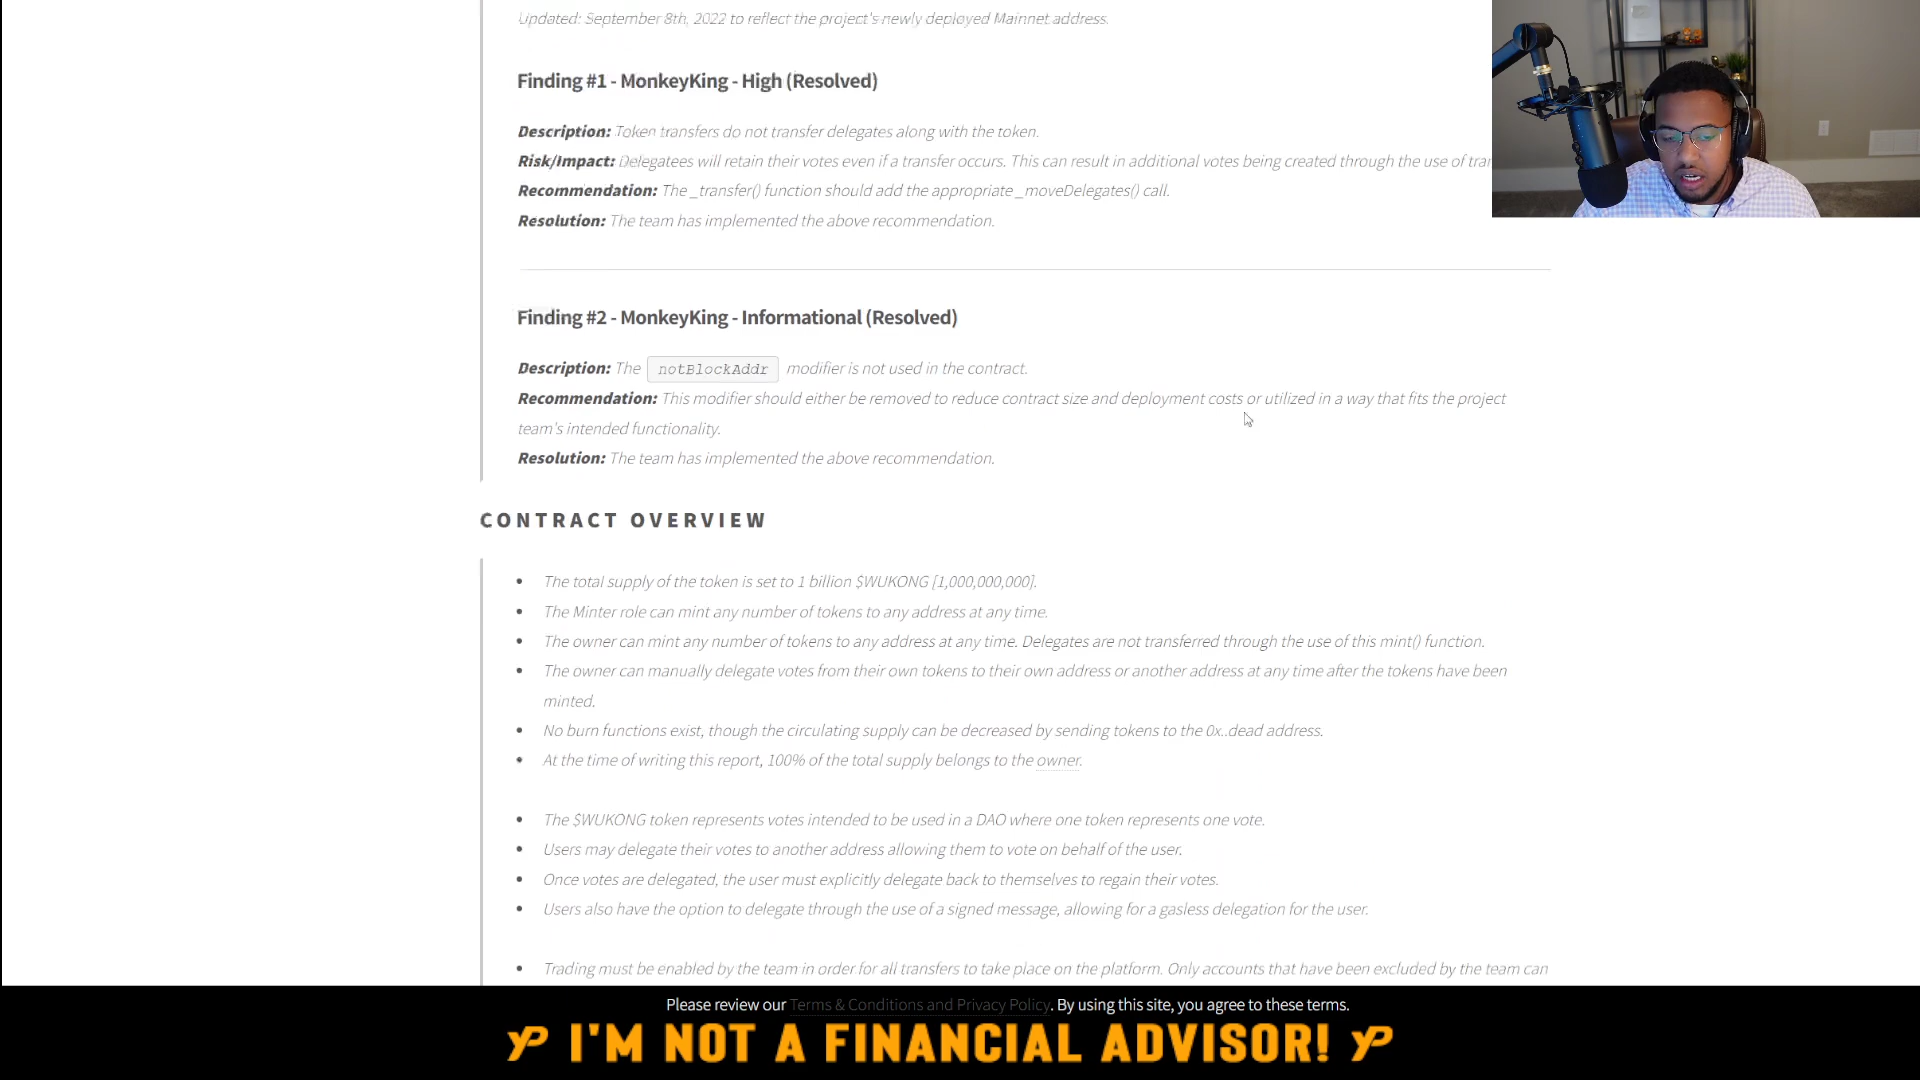 Updated: September 8th, 2022 to reflect the project's newly deployed Mainnet address.
Finding #1 - MonkeyKing - High (Resolved)
Description: Token transfers do not transfer delegates along with the token.
Risk/Impact: Delegatees will retain their votes even if a transfer occurs. This can result in additional votes being created through the use of
Recommendation: The _transfer() function should add the appropriate _moveDelegates() call.
Resolution: The team has implemented the above recommendation.
Finding #2 - MonkeyKing - Informational (Resolved)
Description: The notBlockAddr modifier is not used in the contract.
Recommendation: This modifier should either be removed to reduce contract size and deployment costs or utilized in a way that fits the project
team's intended functionality.
Resolution: The team has implemented the above recommendation.
CONTRACT OVERVIEW
• The total supply of the token is set to 1 billion $WUKONG [1,000,000,000].
• The Minter role can mint any number of tokens to any address at any time.
• The owner can mint any number of tokens to any address at any time. Delegates are not transferred through the use of this mint() function.
• The owner can manually delegate votes from their own tokens to their own address or another address at any time after the tokens have been
minted.
• No burn functions exist, though the circulating supply can be decreased by sending tokens to the 0x..dead address.
• At the time of writing this report, 100% of the total supply belongs to the owner.
• The $WUKONG token represents votes intended to be used in a DAO where one token represents one vote.
• Users may delegate their votes to another address allowing them to vote on behalf of the user.
• Once votes are delegated, the user must explicitly delegate back to themselves to regain their votes.
• Users also have the option to delegate through the use of a signed message, allowing for a gasless delegation for the user.
• Trading must be enabled by the team in order for all transfers to take place on the platform. Only accounts that have been excluded by the team can
Please review our Terms & Conditions and Privacy Policy. By using this site, you agree to these terms.
YP I'M NOT A FINANCIAL ADVISOR! YP